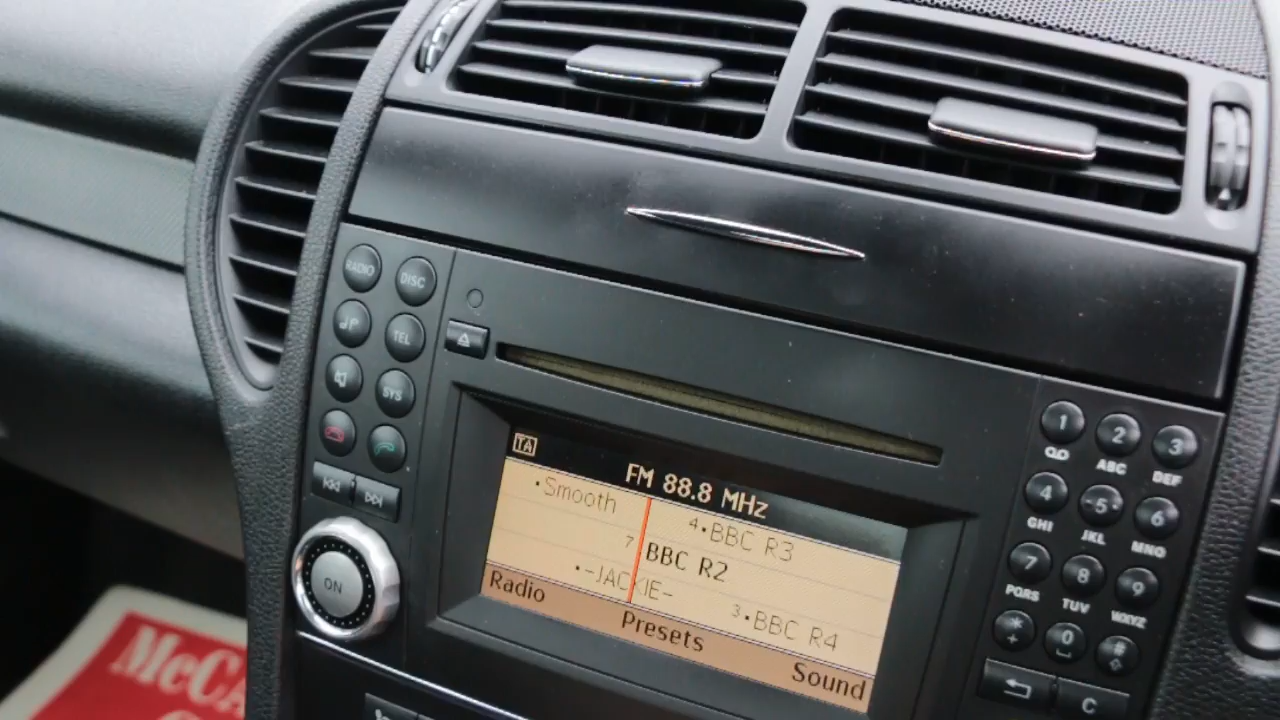 RADIO
DISC
TEL
SYS
ON
TA
FM 88.8 MHz
•Smooth
4•BBC R3
7 BBC R2
•-JACKIE-
3•BBC R4
Radio
Presets
Sound
1
2 ABC
3 DEF
4 GHI
5 JKL
6 MNO
7 PQRS
8 TUV
9 WXYZ
*
+
0
#
C
McCA